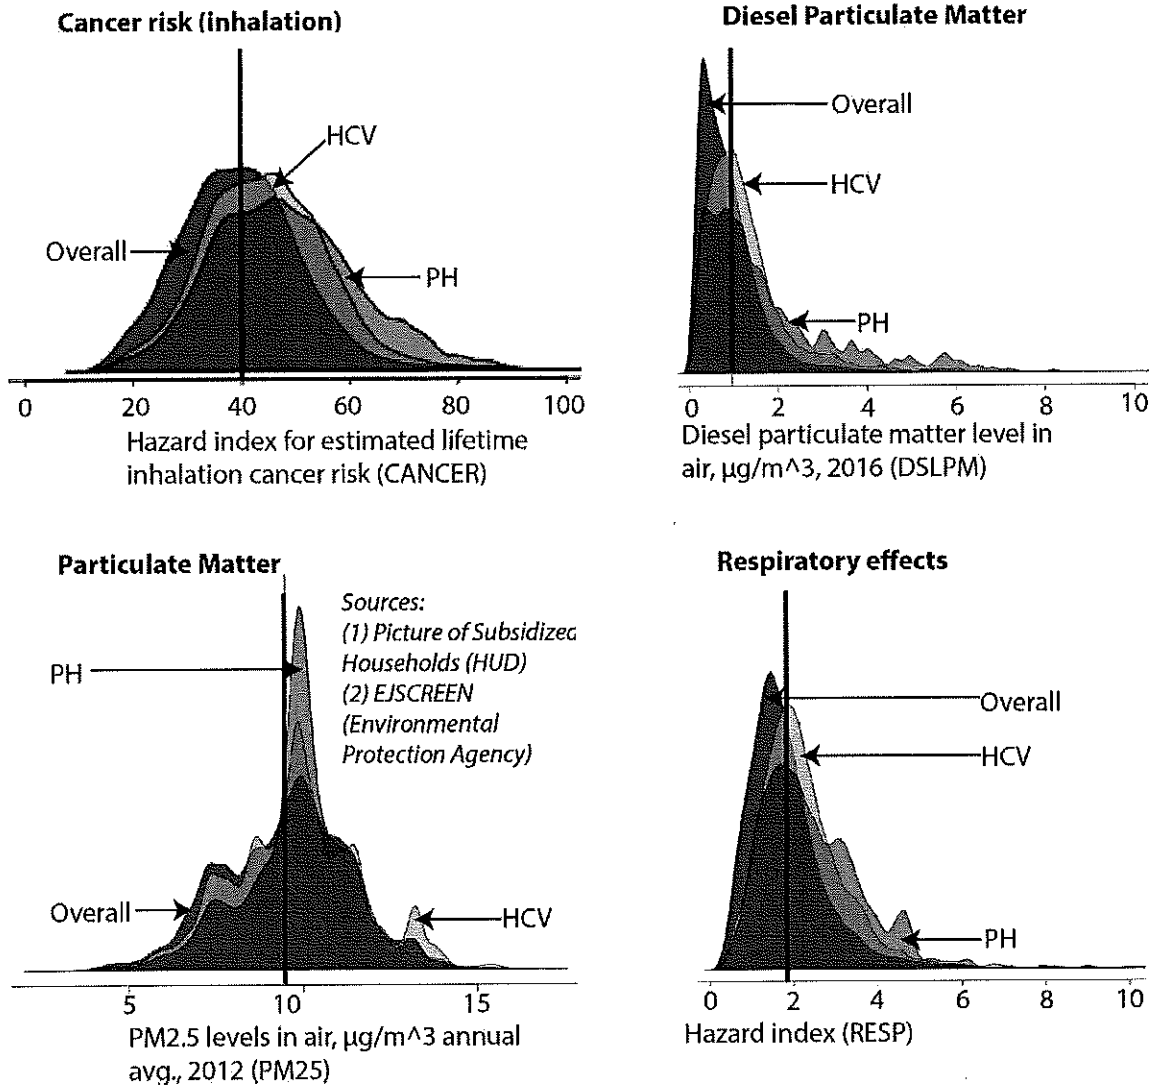 Cancer risk (inhalation)
HCV
Overall
PH
0 20 40 60 80 100
Hazard index for estimated lifetime
inhalation cancer risk (CANCER)
Diesel Particulate Matter
Overall
HCV
PH
0 2 4 6 8 10
Diesel particulate matter level in
air, µg/m^3, 2016 (DSLPM)
Particulate Matter
Sources:
(1) Picture of Subsidized
Households (HUD)
(2) EJSCREEN
(Environmental
Protection Agency)
PH
Overall
HCV
5 10 15
PM2.5 levels in air, µg/m^3 annual
avg., 2012 (PM25)
Respiratory effects
Overall
HCV
PH
0 2 4 6 8 10
Hazard index (RESP)